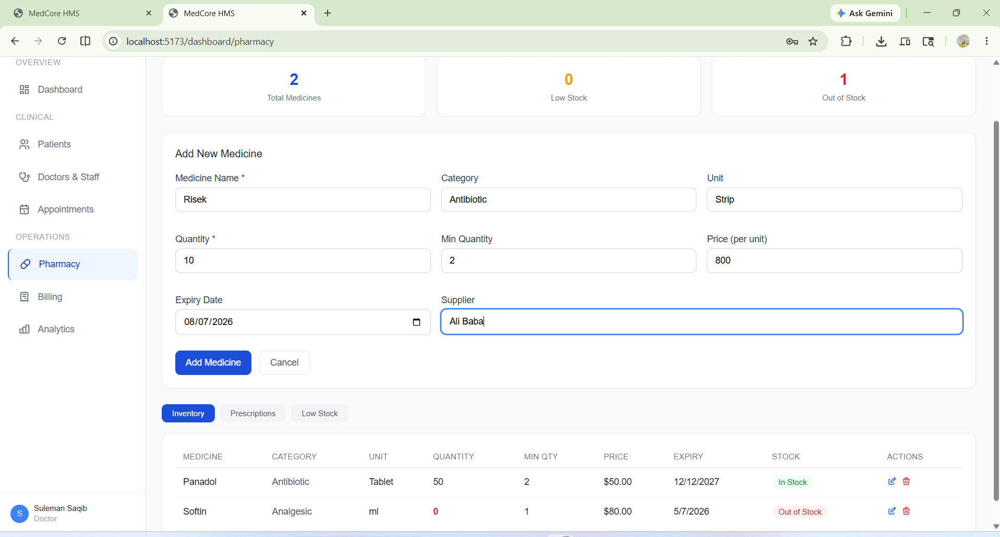 MedCore HMS
MedCore HMS
Ask Gemini
localhost:5173/dashboard/pharmacy
OVERVIEW
Dashboard
CLINICAL
Patients
Doctors & Staff
Appointments
OPERATIONS
Pharmacy
Billing
Analytics
S
Suleman Saqib
Doctor
2
Total Medicines
0
Low Stock
1
Out of Stock
Add New Medicine
Medicine Name * Category Unit
Risek Antibiotic Strip
Quantity * Min Quantity Price (per unit)
10 2 800
Expiry Date Supplier
08/07/2026 Ali Baba
Add Medicine Cancel
Inventory Prescriptions Low Stock
MEDICINE CATEGORY UNIT QUANTITY MIN QTY PRICE EXPIRY STOCK ACTIONS
Panadol Antibiotic Tablet 50 2 $50.00 12/12/2027 In Stock
Softin Analgesic ml 0 1 $80.00 5/7/2026 Out of Stock